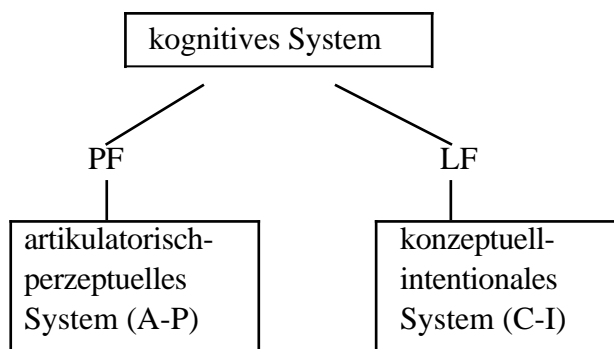 kognitives System
PF
LF
artikulatorisch-
perzeptuelles
System (A-P)
konzeptuell-
intentionales
System (C-I)